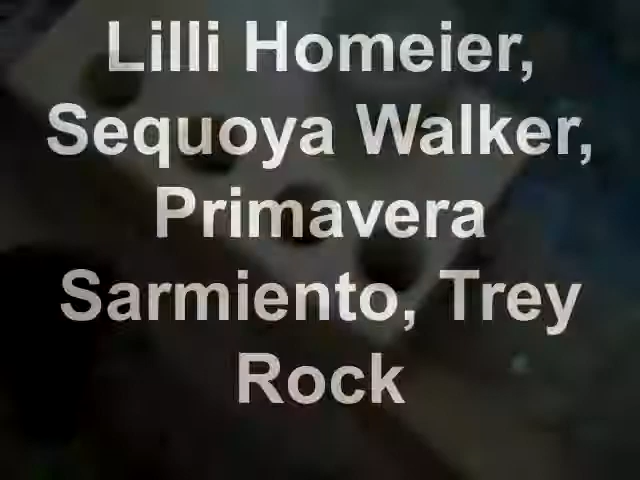 Lilli Homeier,
Sequoya Walker,
Primavera
Sarmiento, Trey
Rock